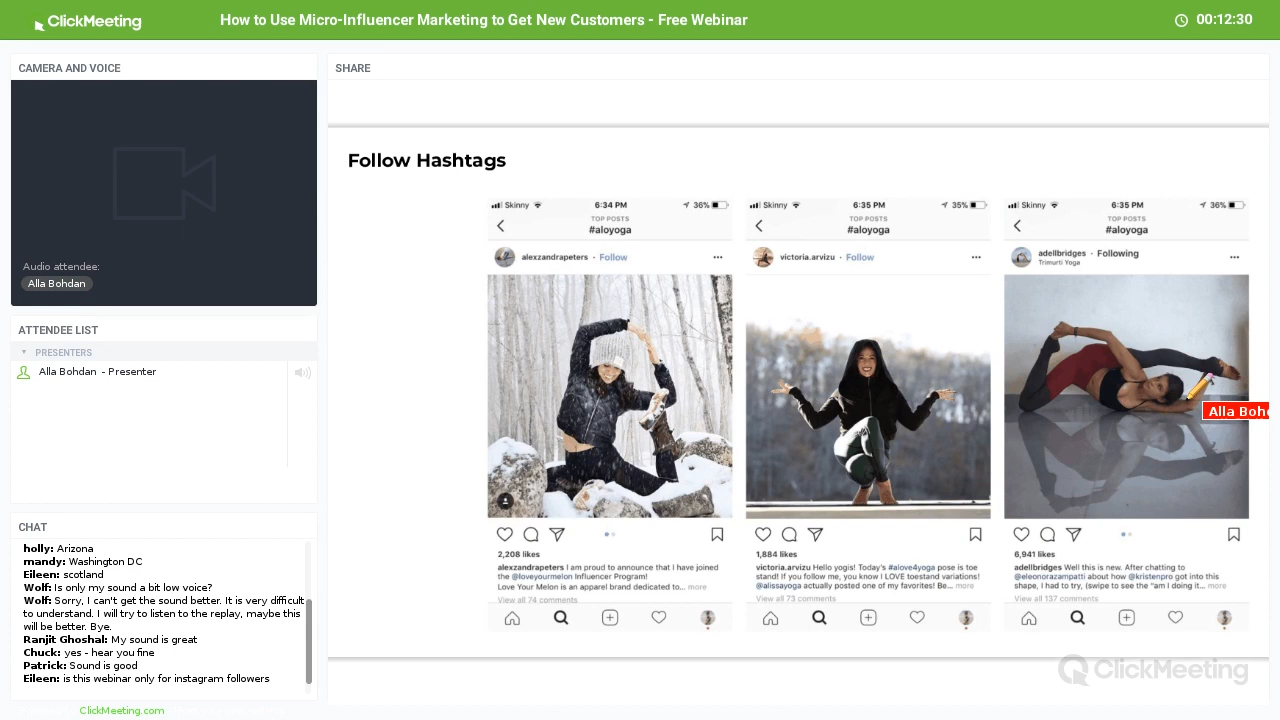 ClickMeeting
How to Use Micro-Influencer Marketing to Get New Customers - Free Webinar
00:12:30
CAMERA AND VOICE
Audio attendee:
Alla Bohdan
ATTENDEE LIST
PRESENTERS
Alla Bohdan - Presenter
CHAT
holly: Arizona
mandy: Washington DC
Eileen: scotland
Wolf: Is only my sound a bit low voice?
Wolf: Sorry, I can't get the sound better. It is very difficult
to understand. I will try to listen to the replay, maybe this
will be better. Bye.
Ranjit Ghoshal: My sound is great
Chuck: yes - hear you fine
Patrick: Sound is good
Eileen: is this webinar only for instagram followers
ClickMeeting.com
SHARE
Follow Hashtags
Skinny 6:34 PM 36%
TOP POSTS
#aloyoga
alexzandrapeters · Follow
2,208 likes
alexzandrapeters I am proud to announce that I have joined
the @loveyourmelon Influencer Program!
Love Your Melon is an apparel brand dedicated to... more
View all 74 comments
Skinny 6:35 PM 35%
TOP POSTS
#aloyoga
victoria.arvizu · Follow
1,884 likes
victoria.arvizu Hello yogis! Today's #alove4yoga pose is toe
stand! If you follow me, you know I LOVE toestand variations!
@alissayoga actually posted one of my favorites! Be... more
View all 73 comments
Skinny 6:35 PM 36%
TOP POSTS
#aloyoga
adellbridges · Following
Trimurti Yoga
Alla Boh
6,941 likes
adellbridges Well this is new. After chatting to
@eleonorazampatti about how @kristenpro got into this
shape, I had to try, (swipe to see the "am I doing it... more
View all 137 comments
ClickMeeting